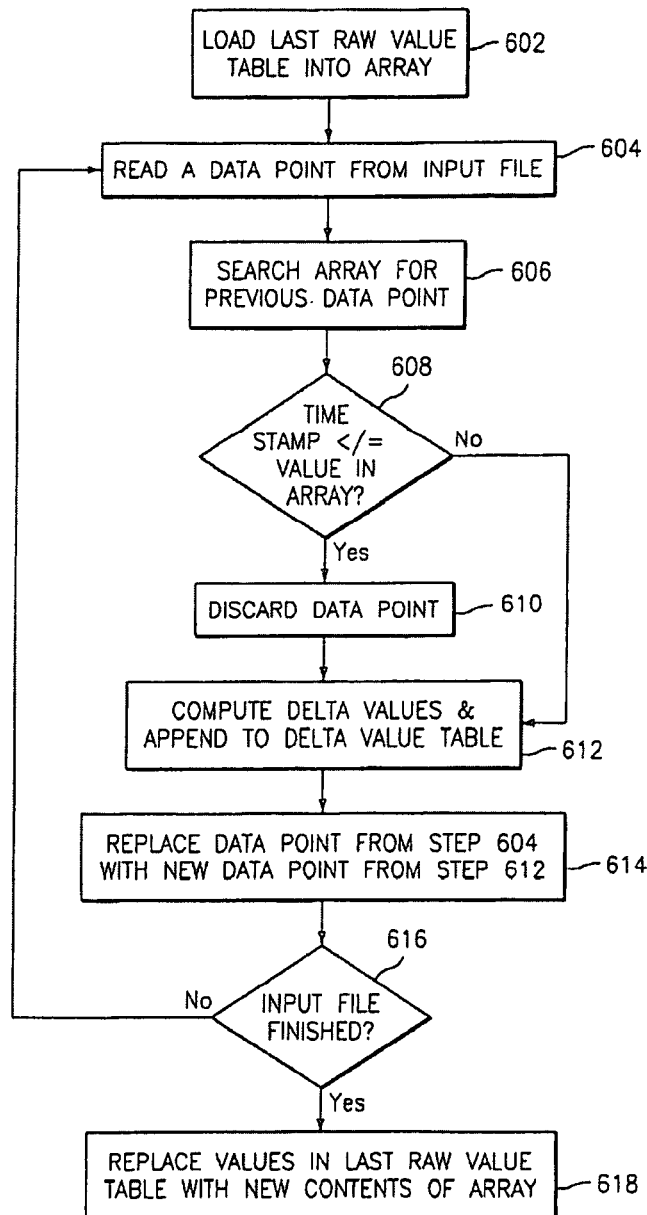 LOAD LAST RAW VALUE
TABLE INTO ARRAY
602
READ A DATA POINT FROM INPUT FILE
604
SEARCH ARRAY FOR
PREVIOUS DATA POINT
606
608
TIME
STAMP </=
VALUE IN
ARRAY?
No
Yes
DISCARD DATA POINT
610
COMPUTE DELTA VALUES &
APPEND TO DELTA VALUE TABLE
612
REPLACE DATA POINT FROM STEP 604
WITH NEW DATA POINT FROM STEP 612
614
616
No
INPUT FILE
FINISHED?
Yes
REPLACE VALUES IN LAST RAW VALUE
TABLE WITH NEW CONTENTS OF ARRAY
618